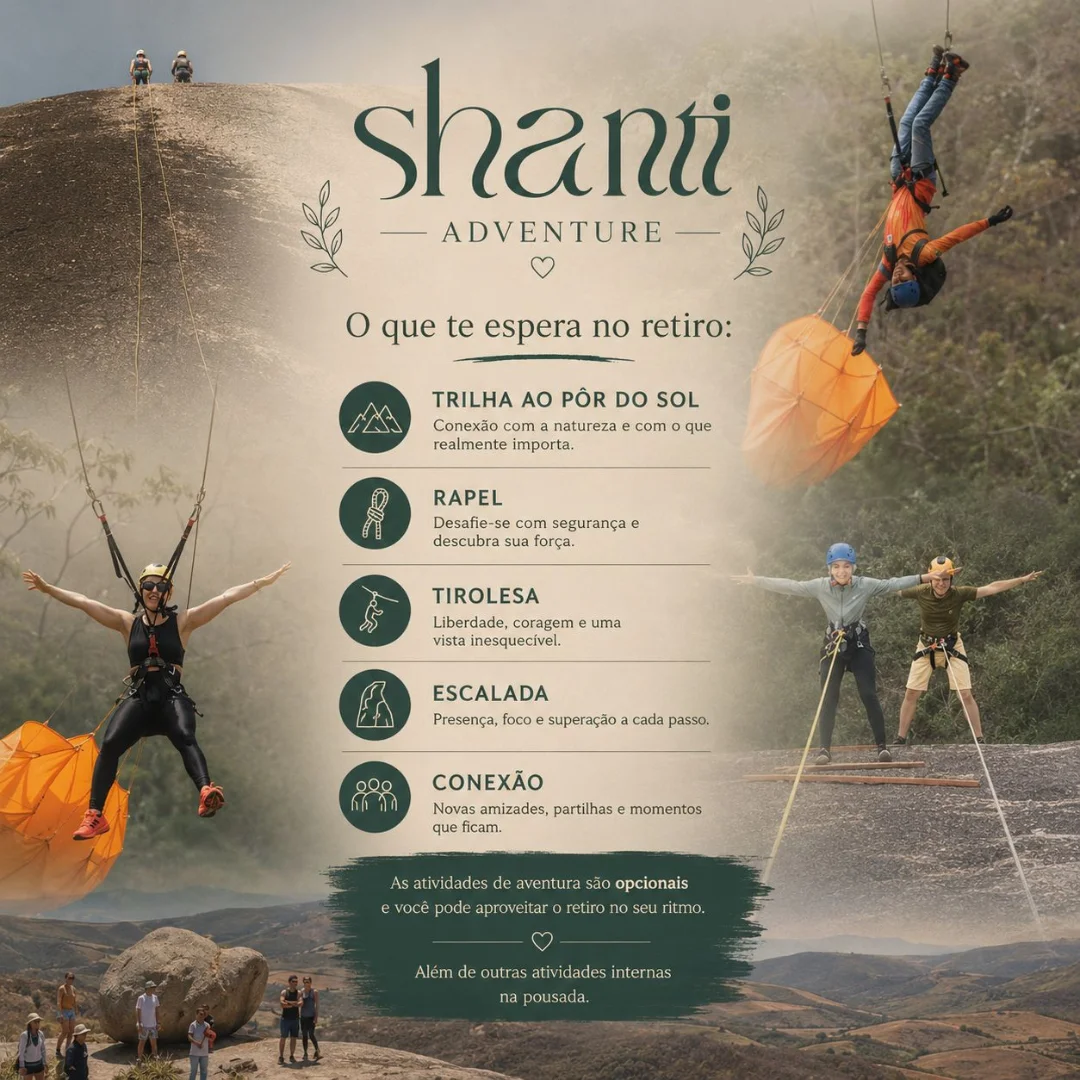 shanti
ADVENTURE
O que te espera no retiro:
TRILHA AO PÔR DO SOL
Conexão com a natureza e com o que
realmente importa.
RAPEL
Desafie-se com segurança e
descubra sua força.
TIROLESA
Liberdade, coragem e uma
vista inesquecível.
ESCALADA
Presença, foco e superação a cada passo.
CONEXÃO
Novas amizades, partilhas e momentos
que ficam.
As atividades de aventura são opcionais
e você pode aproveitar o retiro no seu ritmo.
Além de outras atividades internas
na pousada.